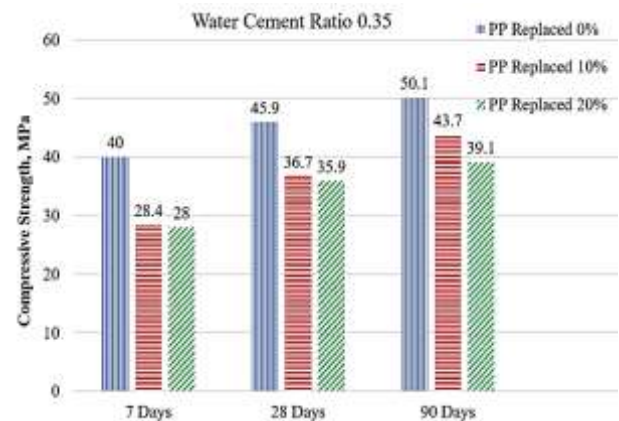 Water Cement Ratio 0.35
PP Replaced 0%
PP Replaced 10%
PP Replaced 20%
Compressive Strength, MPa
60
50
40
30
20
10
0
40
28.4
28
45.9
36.7
35.9
50.1
43.7
39.1
7 Days
28 Days
90 Days